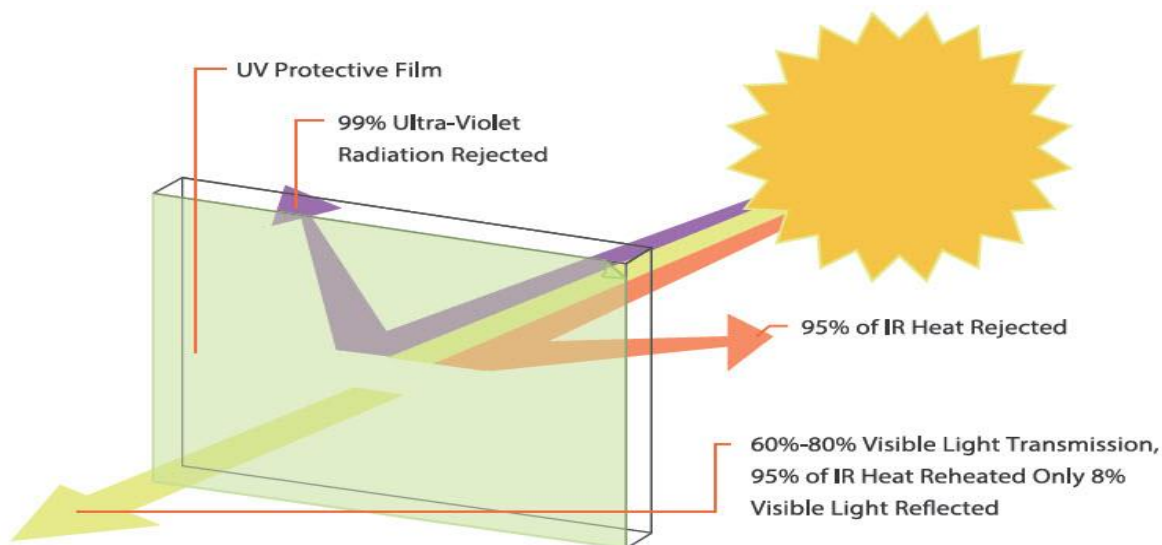 UV Protective Film
99% Ultra-Violet
Radiation Rejected
95% of IR Heat Rejected
60%-80% Visible Light Transmission,
95% of IR Heat Reheated Only 8%
Visible Light Reflected